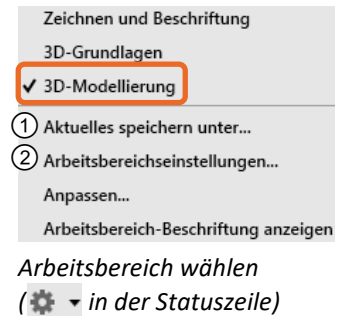 Zeichnen und Beschriftung
3D-Grundlagen
✓ 3D-Modellierung
① Aktuelles speichern unter...
② Arbeitsbereichseinstellungen...
Anpassen...
Arbeitsbereich-Beschriftung anzeigen
Arbeitsbereich wählen
( in der Statuszeile)